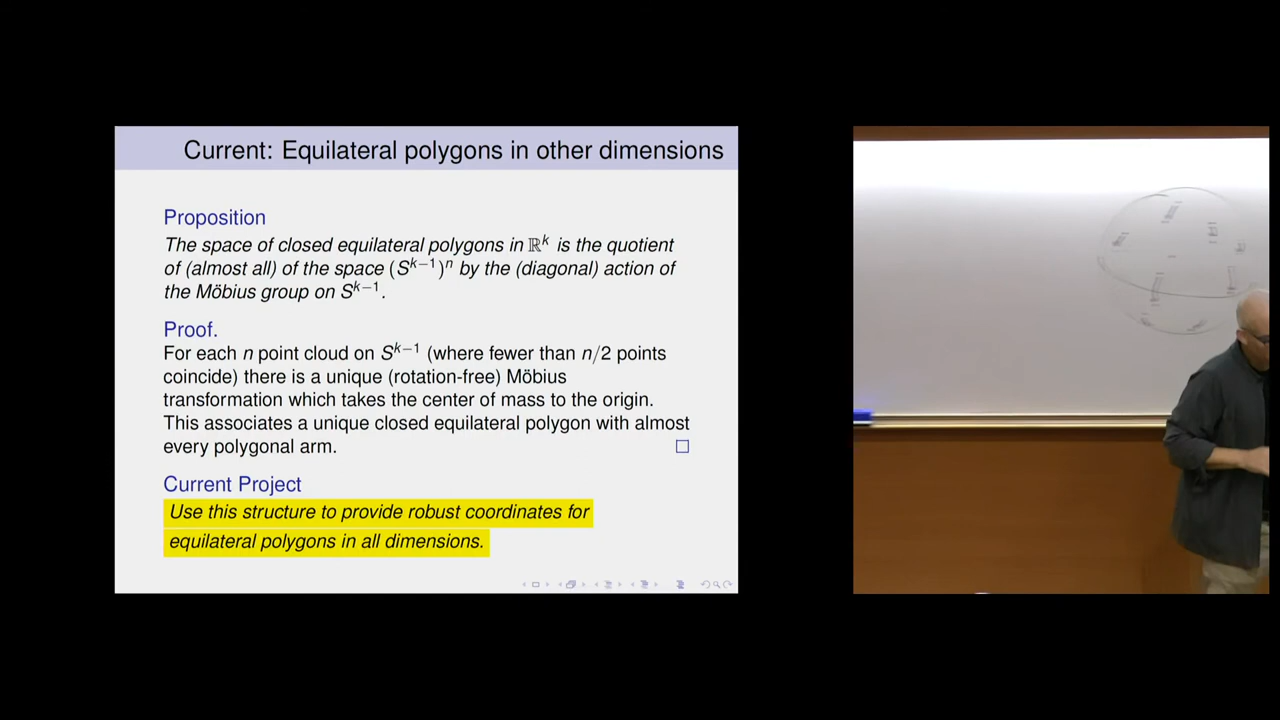 Current: Equilateral polygons in other dimensions
Proposition
The space of closed equilateral polygons in ℝᵏ is the quotient
of (almost all) of the space (Sᵏ⁻¹)ⁿ by the (diagonal) action of
the Möbius group on Sᵏ⁻¹.
Proof.
For each n point cloud on Sᵏ⁻¹ (where fewer than n/2 points
coincide) there is a unique (rotation-free) Möbius
transformation which takes the center of mass to the origin.
This associates a unique closed equilateral polygon with almost
every polygonal arm. □
Current Project
Use this structure to provide robust coordinates for
equilateral polygons in all dimensions.